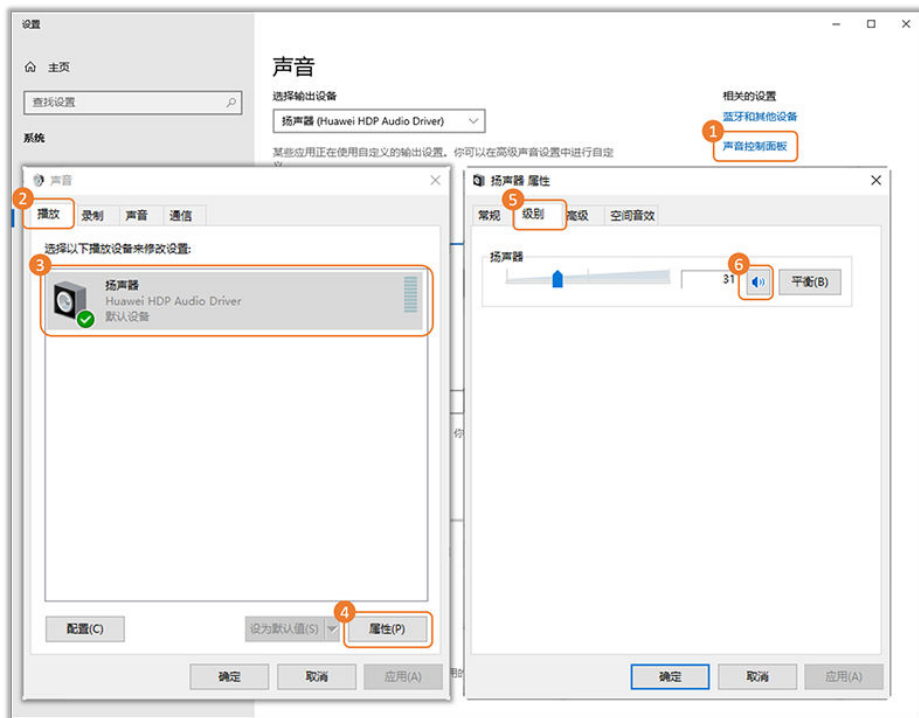 设置
主页
查找设置
系统
声音
选择输出设备
扬声器 (Huawei HDP Audio Driver)
某些应用正在使用自定义的输出设置。你可以在高级声音设置中进行自定
相关的设置
蓝牙和其他设备
1
声音控制面板
声音
2
播放 录制 声音 通信
选择以下播放设备来修改设置:
3
扬声器
Huawei HDP Audio Driver
默认设备
4
配置(C) 设为默认值(S) 属性(P)
确定 取消 应用(A)
扬声器 属性
5
常规 级别 高级 空间音效
扬声器
6
31 平衡(B)
确定 取消 应用(A)